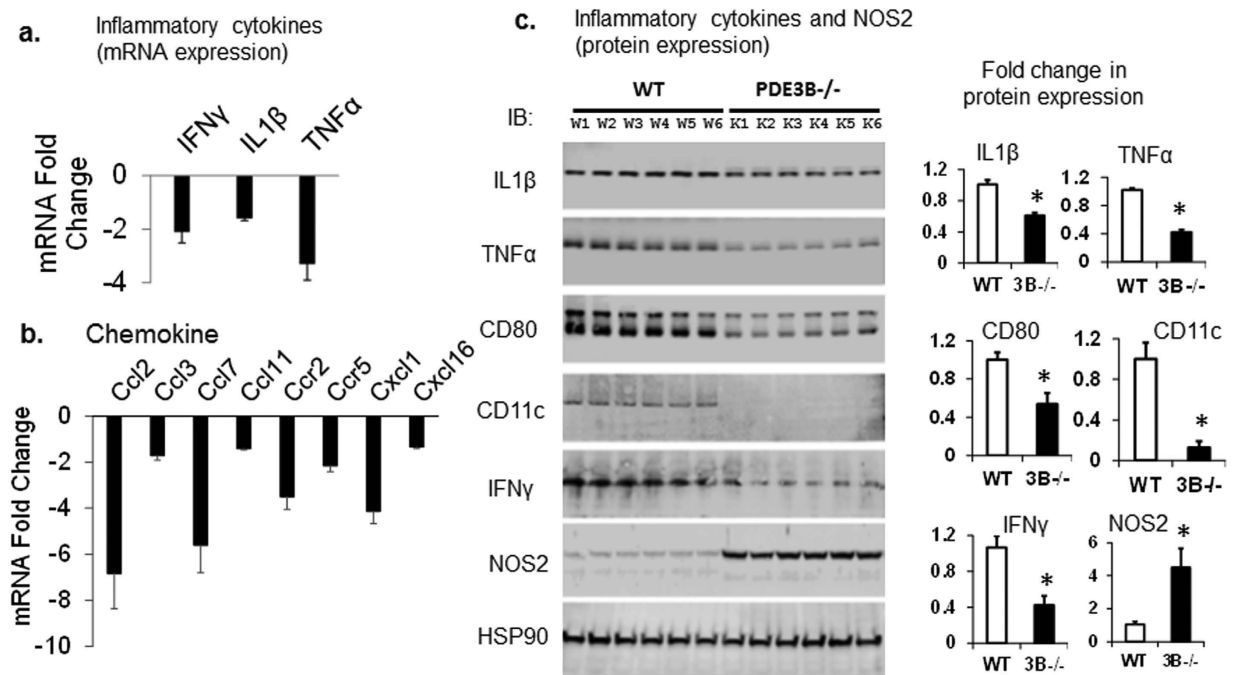 a.
Inflammatory cytokines
(mRNA expression)
IFNγ IL1β TNFα
mRNA Fold
Change
0
-2
-4
b.
Chemokine
Ccl2 Ccl3 Ccl7 Ccl11 Ccr2 Ccr5 Cxcl1 Cxcl16
mRNA Fold Change
0
-2
-4
-6
-8
-10
c.
Inflammatory cytokines and NOS2
(protein expression)
WT PDE3B-/-
IB: W1 W2 W3 W4 W5 W6 K1 K2 K3 K4 K5 K6
IL1β
TNFα
CD80
CD11c
IFNγ
NOS2
HSP90
Fold change in
protein expression
IL1β
1.2
0.8
0.4
0
*
WT 3B-/-
TNFα
1.2
0.8
0.4
0
*
WT 3B-/-
CD80
1.2
0.8
0.4
0
*
WT 3B-/-
CD11c
1.2
0.8
0.4
0
*
WT 3B-/-
IFNγ
1.2
0.8
0.4
0
*
WT 3B-/-
NOS2
6
4
2
0
*
WT 3B-/-